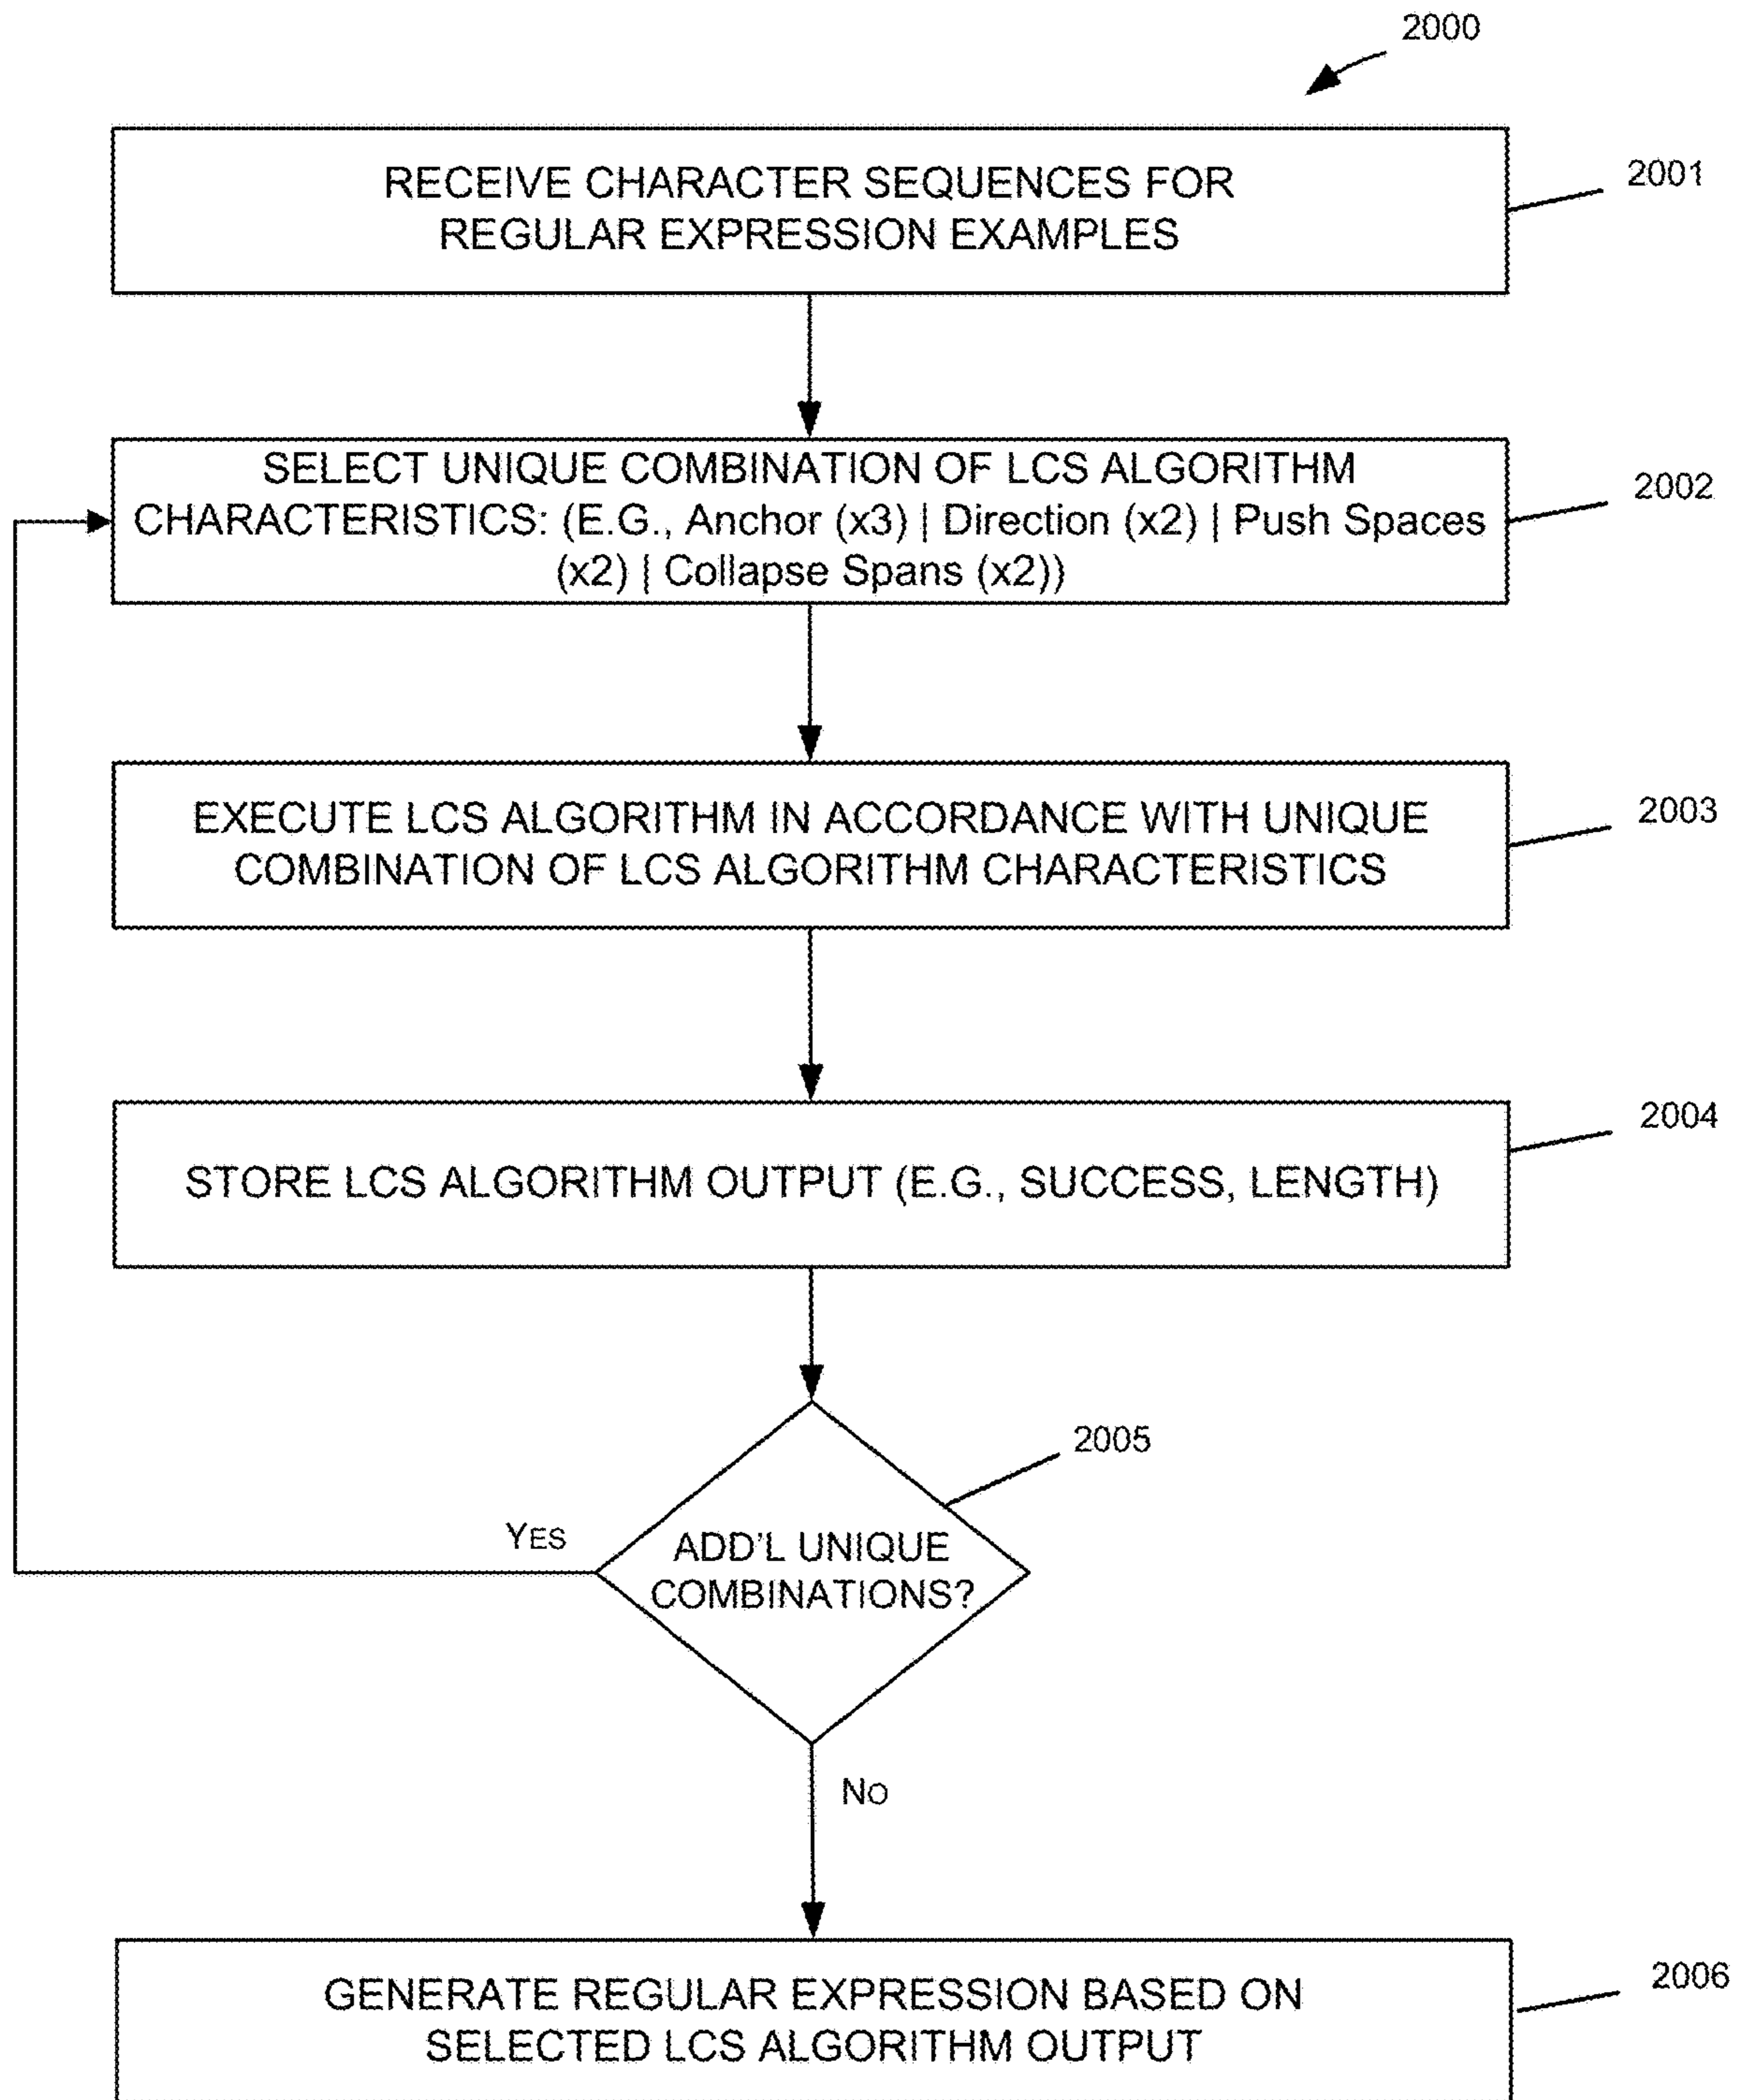 2000
RECEIVE CHARACTER SEQUENCES FOR
REGULAR EXPRESSION EXAMPLES
2001
SELECT UNIQUE COMBINATION OF LCS ALGORITHM
CHARACTERISTICS: (E.G., Anchor (x3) | Direction (x2) | Push Spaces
(x2) | Collapse Spans (x2))
2002
EXECUTE LCS ALGORITHM IN ACCORDANCE WITH UNIQUE
COMBINATION OF LCS ALGORITHM CHARACTERISTICS
2003
STORE LCS ALGORITHM OUTPUT (E.G., SUCCESS, LENGTH)
2004
ADD'L UNIQUE
COMBINATIONS?
2005
YES
NO
GENERATE REGULAR EXPRESSION BASED ON
SELECTED LCS ALGORITHM OUTPUT
2006